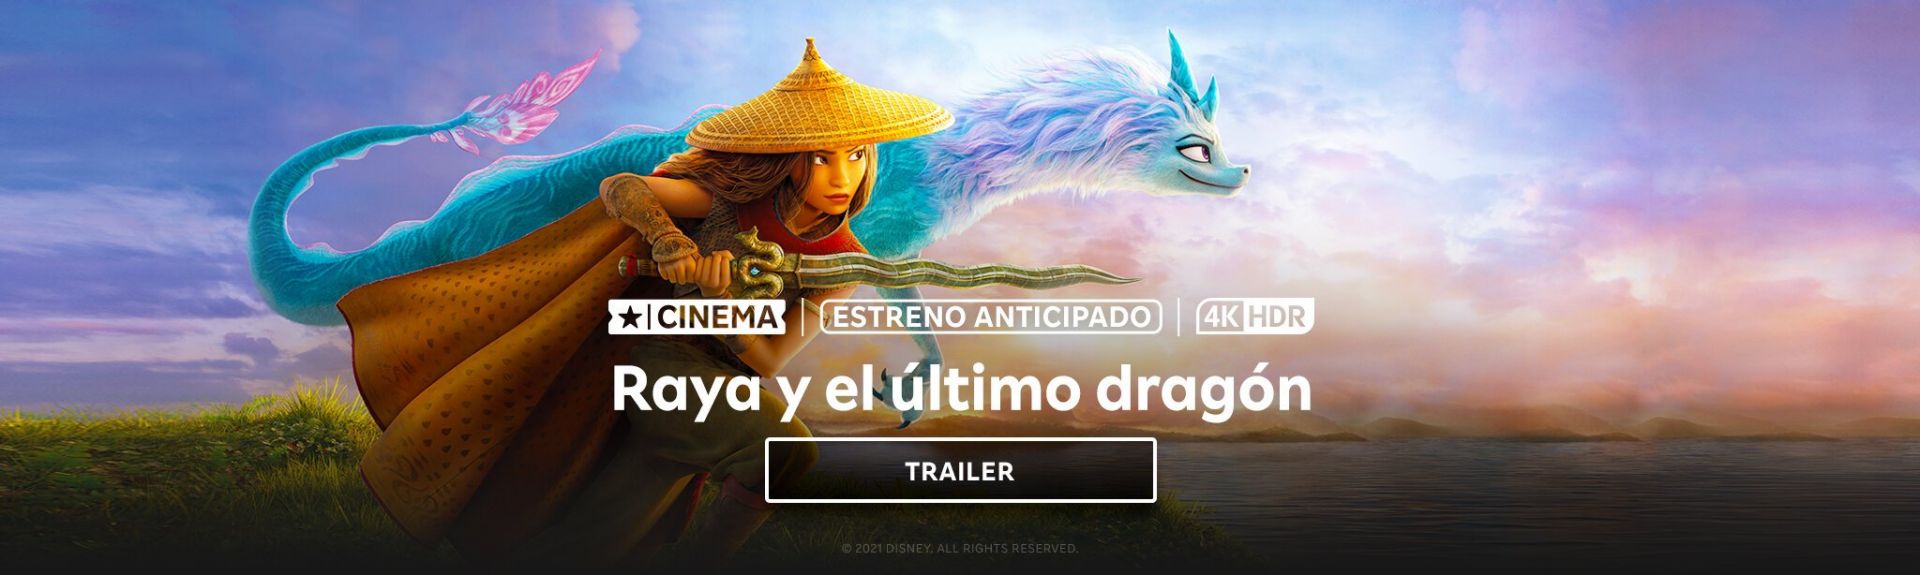 CINEMA | ESTRENO ANTICIPADO | 4K HDR
Raya y el último dragón
TRAILER
© 2021 DISNEY. ALL RIGHTS RESERVED.